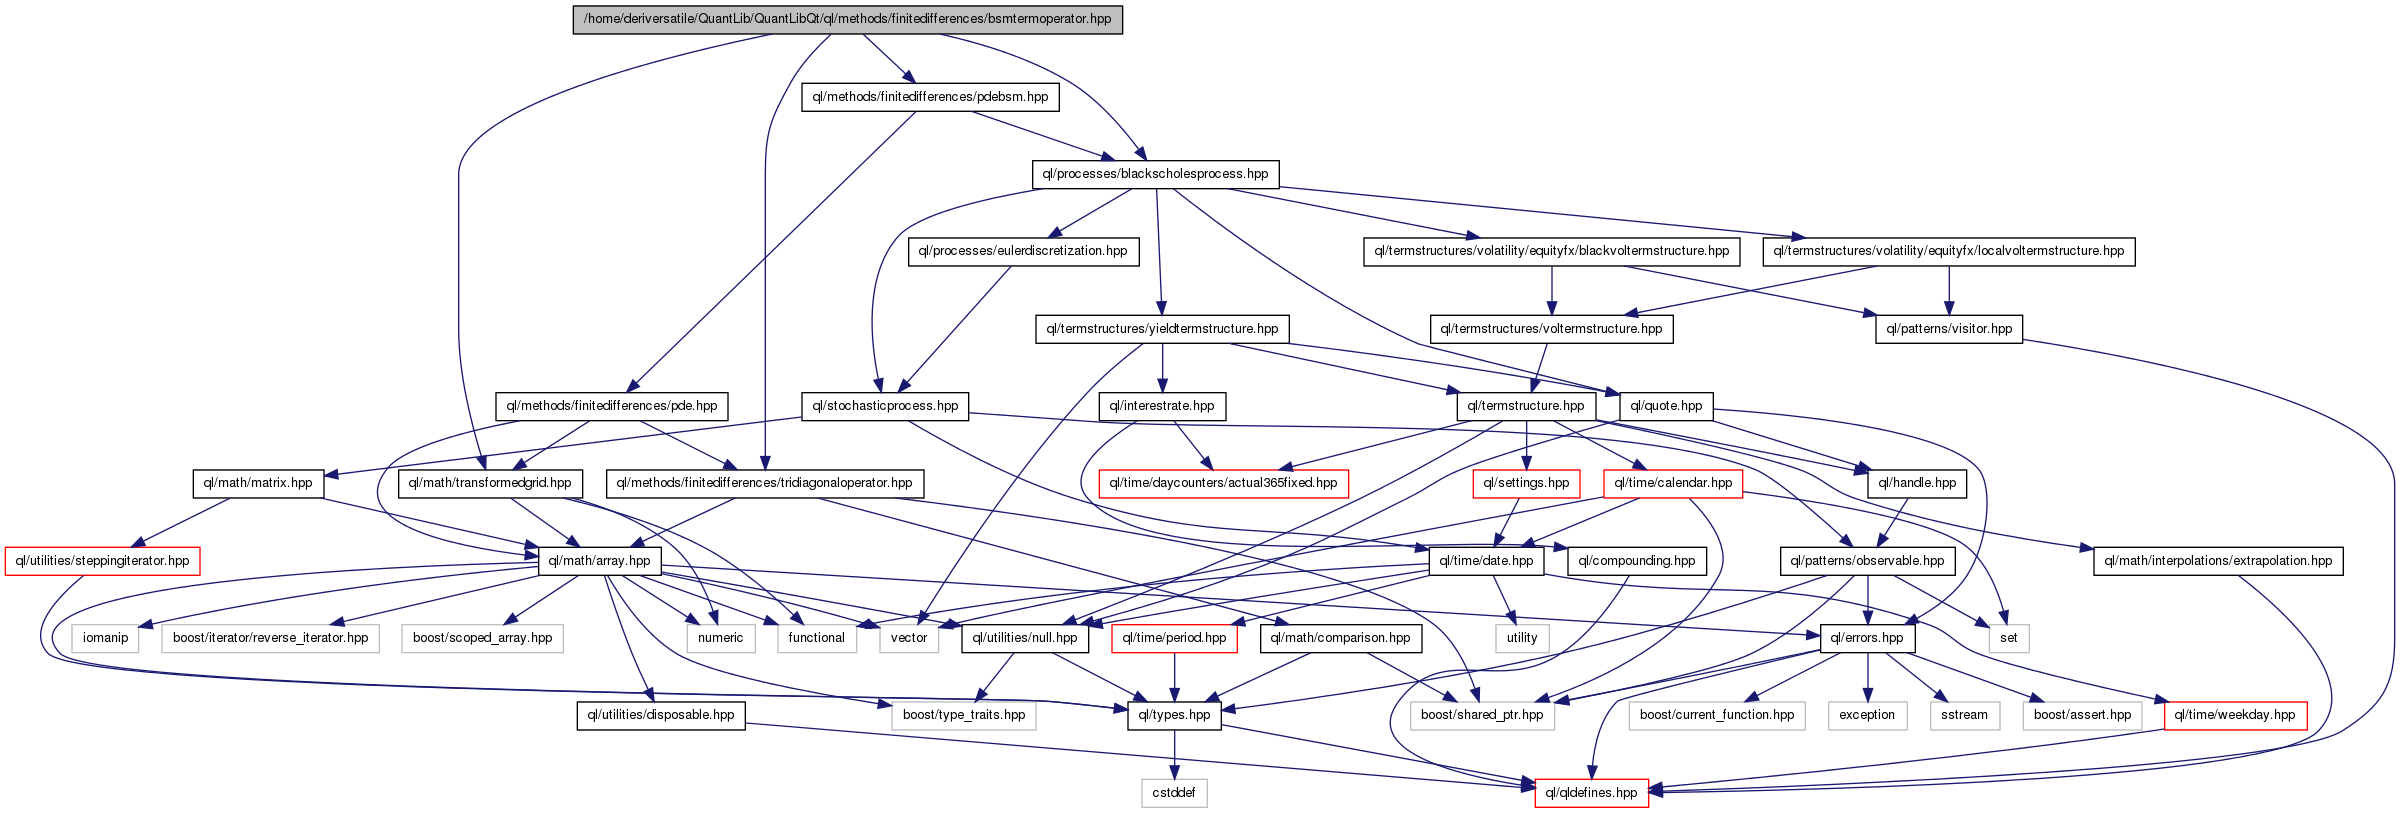 /home/deriversatile/QuantLib/QuantLibQt/ql/methods/finitedifferences/bsmtermoperator.hpp
ql/methods/finitedifferences/pdebsm.hpp
ql/processes/blackscholesprocess.hpp
ql/processes/eulerdiscretization.hpp
ql/termstructures/volatility/equityfx/blackvoltermstructure.hpp
ql/termstructures/volatility/equityfx/localvoltermstructure.hpp
ql/termstructures/yieldtermstructure.hpp
ql/termstructures/voltermstructure.hpp
ql/patterns/visitor.hpp
ql/methods/finitedifferences/pde.hpp
ql/stochasticprocess.hpp
ql/interestrate.hpp
ql/termstructure.hpp
ql/quote.hpp
ql/math/matrix.hpp
ql/math/transformedgrid.hpp
ql/methods/finitedifferences/tridiagonaloperator.hpp
ql/time/daycounters/actual365fixed.hpp
ql/settings.hpp
ql/time/calendar.hpp
ql/handle.hpp
ql/utilities/steppingiterator.hpp
ql/math/array.hpp
ql/time/date.hpp
ql/compounding.hpp
ql/patterns/observable.hpp
ql/math/interpolations/extrapolation.hpp
iomanip
boost/iterator/reverse_iterator.hpp
boost/scoped_array.hpp
numeric
functional
vector
ql/utilities/null.hpp
ql/time/period.hpp
ql/math/comparison.hpp
utility
ql/errors.hpp
set
ql/utilities/disposable.hpp
boost/type_traits.hpp
ql/types.hpp
boost/shared_ptr.hpp
boost/current_function.hpp
exception
sstream
boost/assert.hpp
ql/time/weekday.hpp
cstddef
ql/qldefines.hpp